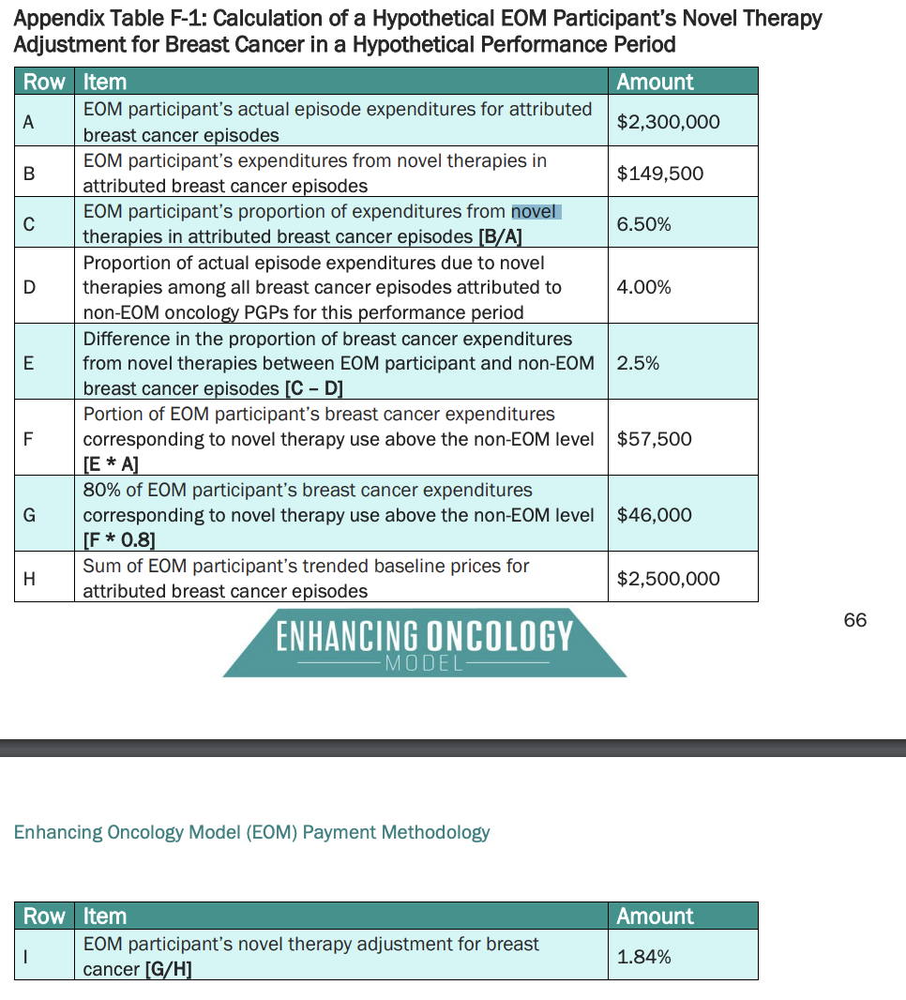 Appendix Table F-1: Calculation of a Hypothetical EOM Participant's Novel Therapy
Adjustment for Breast Cancer in a Hypothetical Performance Period
Row Item Amount
A EOM participant's actual episode expenditures for attributed
breast cancer episodes $2,300,000
B EOM participant's expenditures from novel therapies in
attributed breast cancer episodes $149,500
C EOM participant's proportion of expenditures from novel
therapies in attributed breast cancer episodes [B/A] 6.50%
D Proportion of actual episode expenditures due to novel
therapies among all breast cancer episodes attributed to
non-EOM oncology PGPs for this performance period 4.00%
E Difference in the proportion of breast cancer expenditures
from novel therapies between EOM participant and non-EOM
breast cancer episodes [C – D] 2.5%
F Portion of EOM participant's breast cancer expenditures
corresponding to novel therapy use above the non-EOM level
[E * A] $57,500
G 80% of EOM participant's breast cancer expenditures
corresponding to novel therapy use above the non-EOM level
[F * 0.8] $46,000
H Sum of EOM participant's trended baseline prices for
attributed breast cancer episodes $2,500,000
66
ENHANCING ONCOLOGY
MODEL
Enhancing Oncology Model (EOM) Payment Methodology
Row Item Amount
I EOM participant's novel therapy adjustment for breast
cancer [G/H] 1.84%